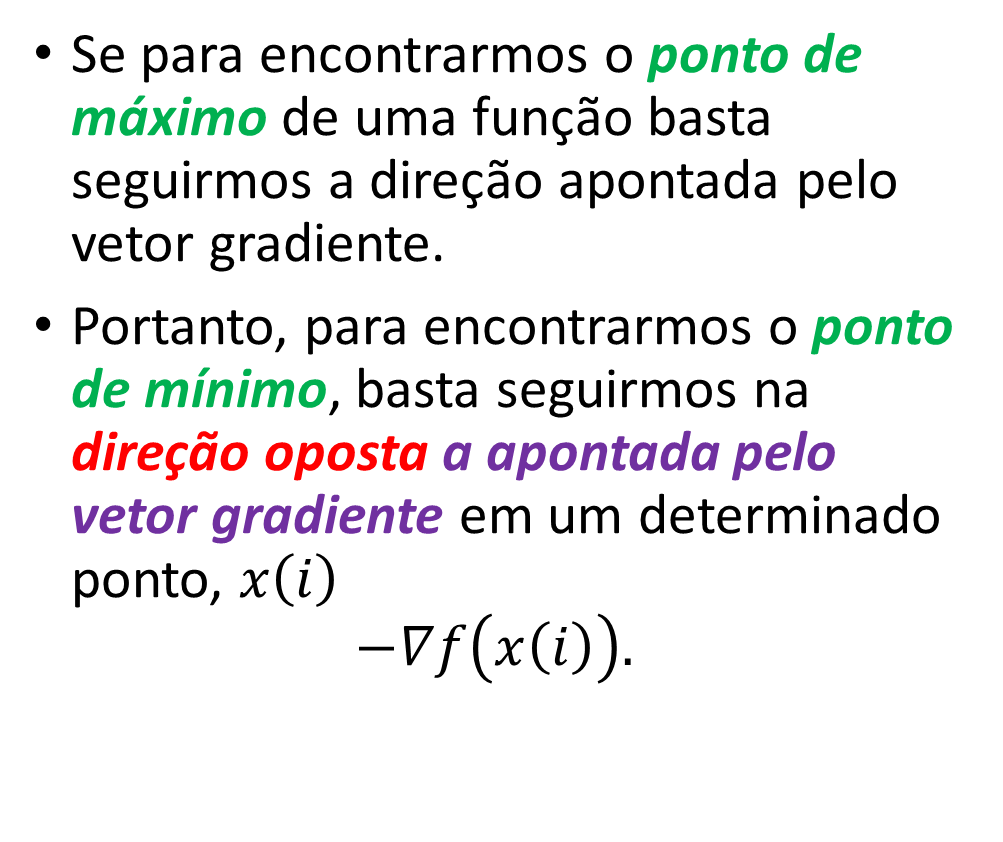 • Se para encontrarmos o ponto de
máximo de uma função basta
seguirmos a direção apontada pelo
vetor gradiente.
• Portanto, para encontrarmos o ponto
de mínimo, basta seguirmos na
direção oposta a apontada pelo
vetor gradiente em um determinado
ponto, 𝑥(𝑖)
−𝛻𝑓(𝑥(𝑖)).